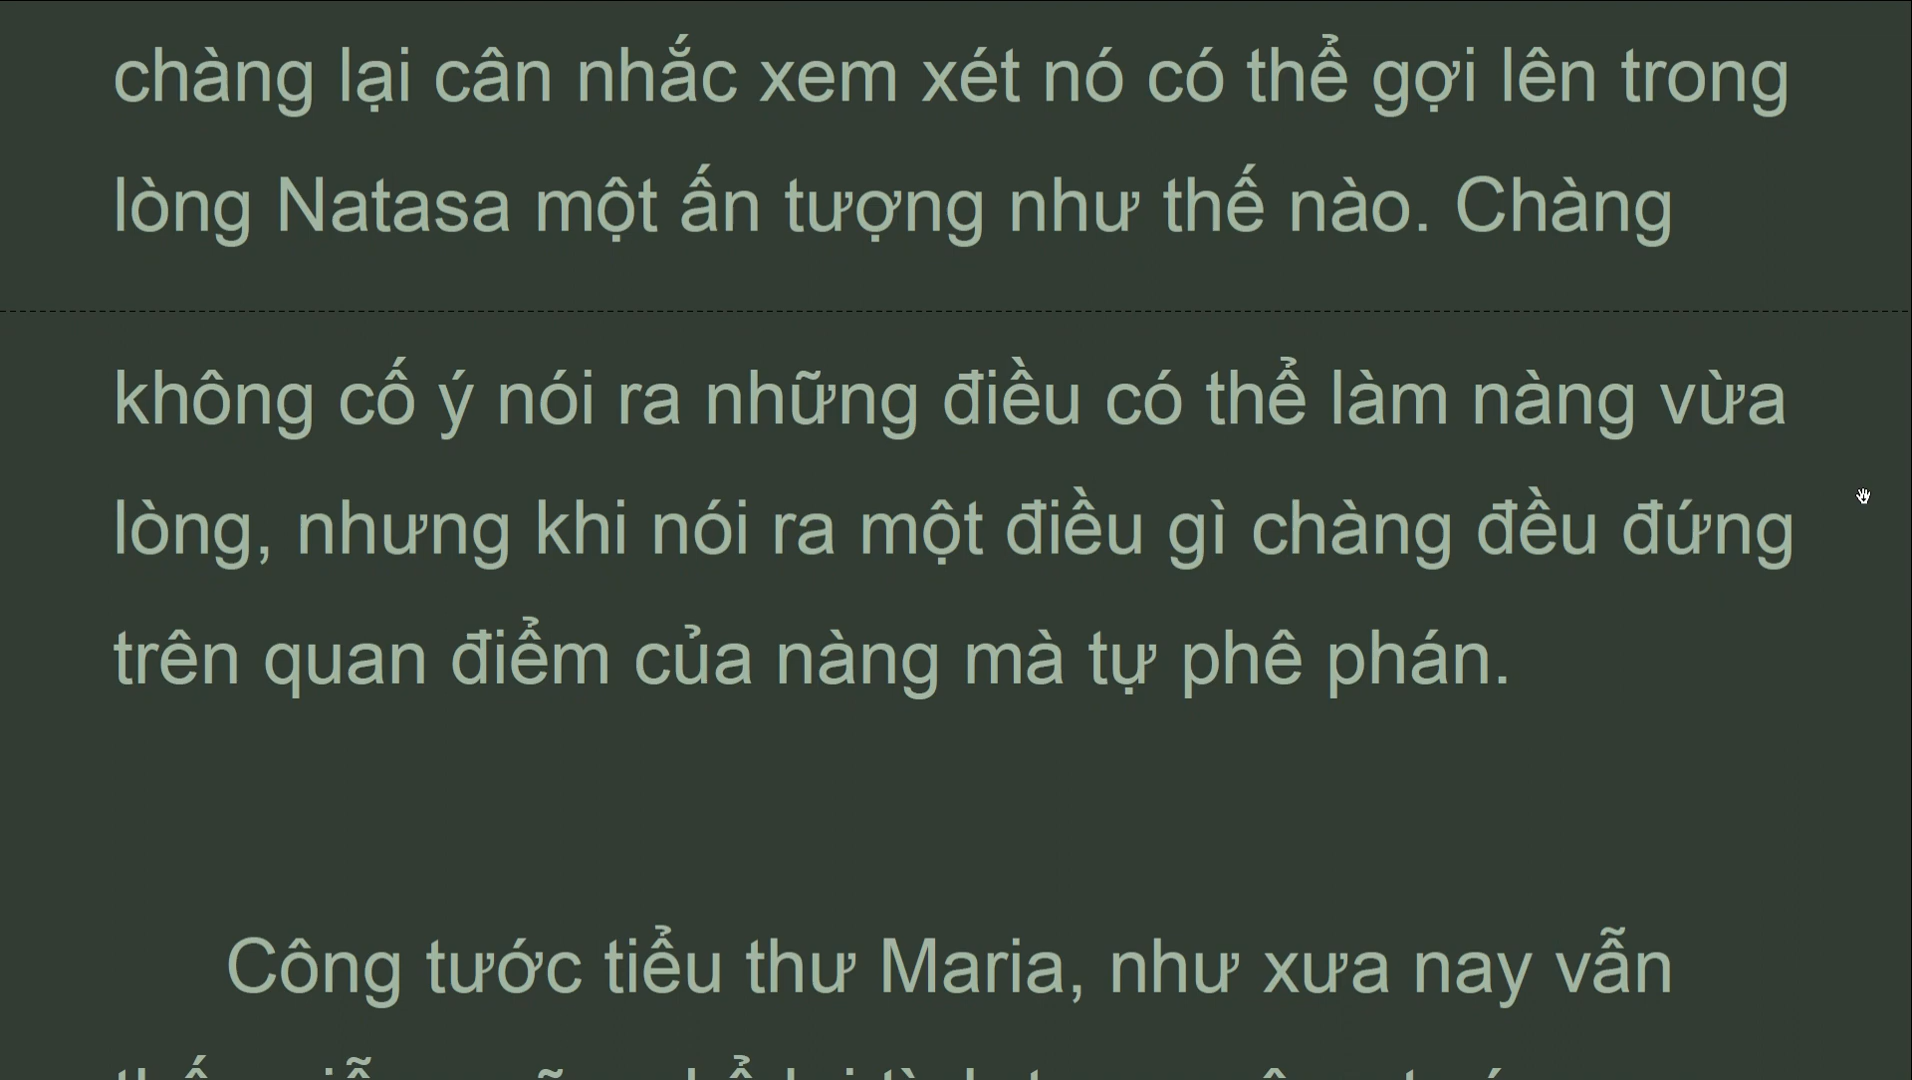 chàng lại cân nhắc xem xét nó có thể gợi lên trong
lòng Natasa một ấn tượng như thế nào. Chàng
không cố ý nói ra những điều có thể làm nàng vừa
lòng, nhưng khi nói ra một điều gì chàng đều đứng
trên quan điểm của nàng mà tự phê phán.
Công tước tiểu thư Maria, như xưa nay vẫn